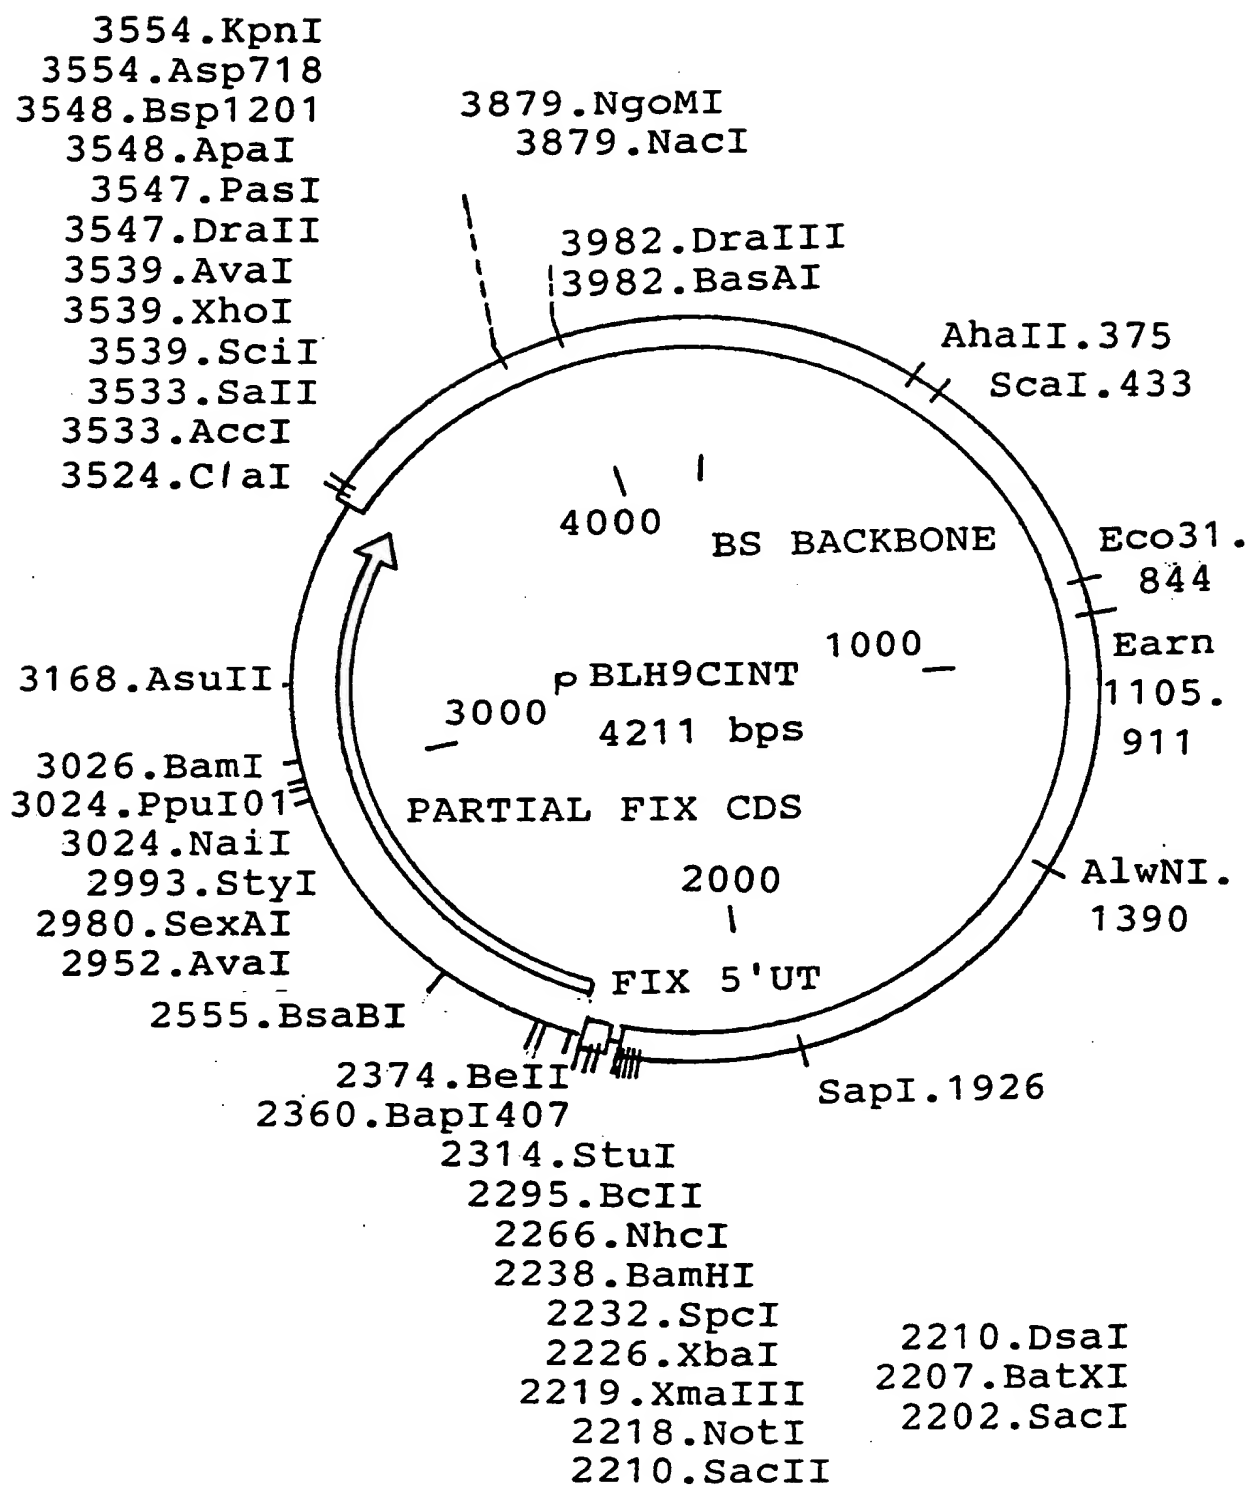 3554.KpnI
3554.Asp718
3548.Bsp1201
3548.ApaI
3547.PasI
3547.DraII
3539.AvaI
3539.XhoI
3539.SciI
3533.SaII
3533.AccI
3524.ClaI
3879.NgoMI
3879.NacI
3982.DraIII
3982.BasAI
AhaII.375
ScaI.433
Eco31.
844
Earn
1105.
911
AlwNI.
1390
SapI.1926
4000
BS BACKBONE
1000
pBLH9CINT
4211 bps
3000
PARTIAL FIX CDS
2000
FIX 5'UT
3168.AsuII
3026.BamI
3024.PpuI01
3024.NaiI
2993.StyI
2980.SexAI
2952.AvaI
2555.BsaBI
2374.BeII
2360.BapI407
2314.StuI
2295.BcII
2266.NhcI
2238.BamHI
2232.SpcI
2226.XbaI
2219.XmaIII
2218.NotI
2210.SacII
2210.DsaI
2207.BatXI
2202.SacI